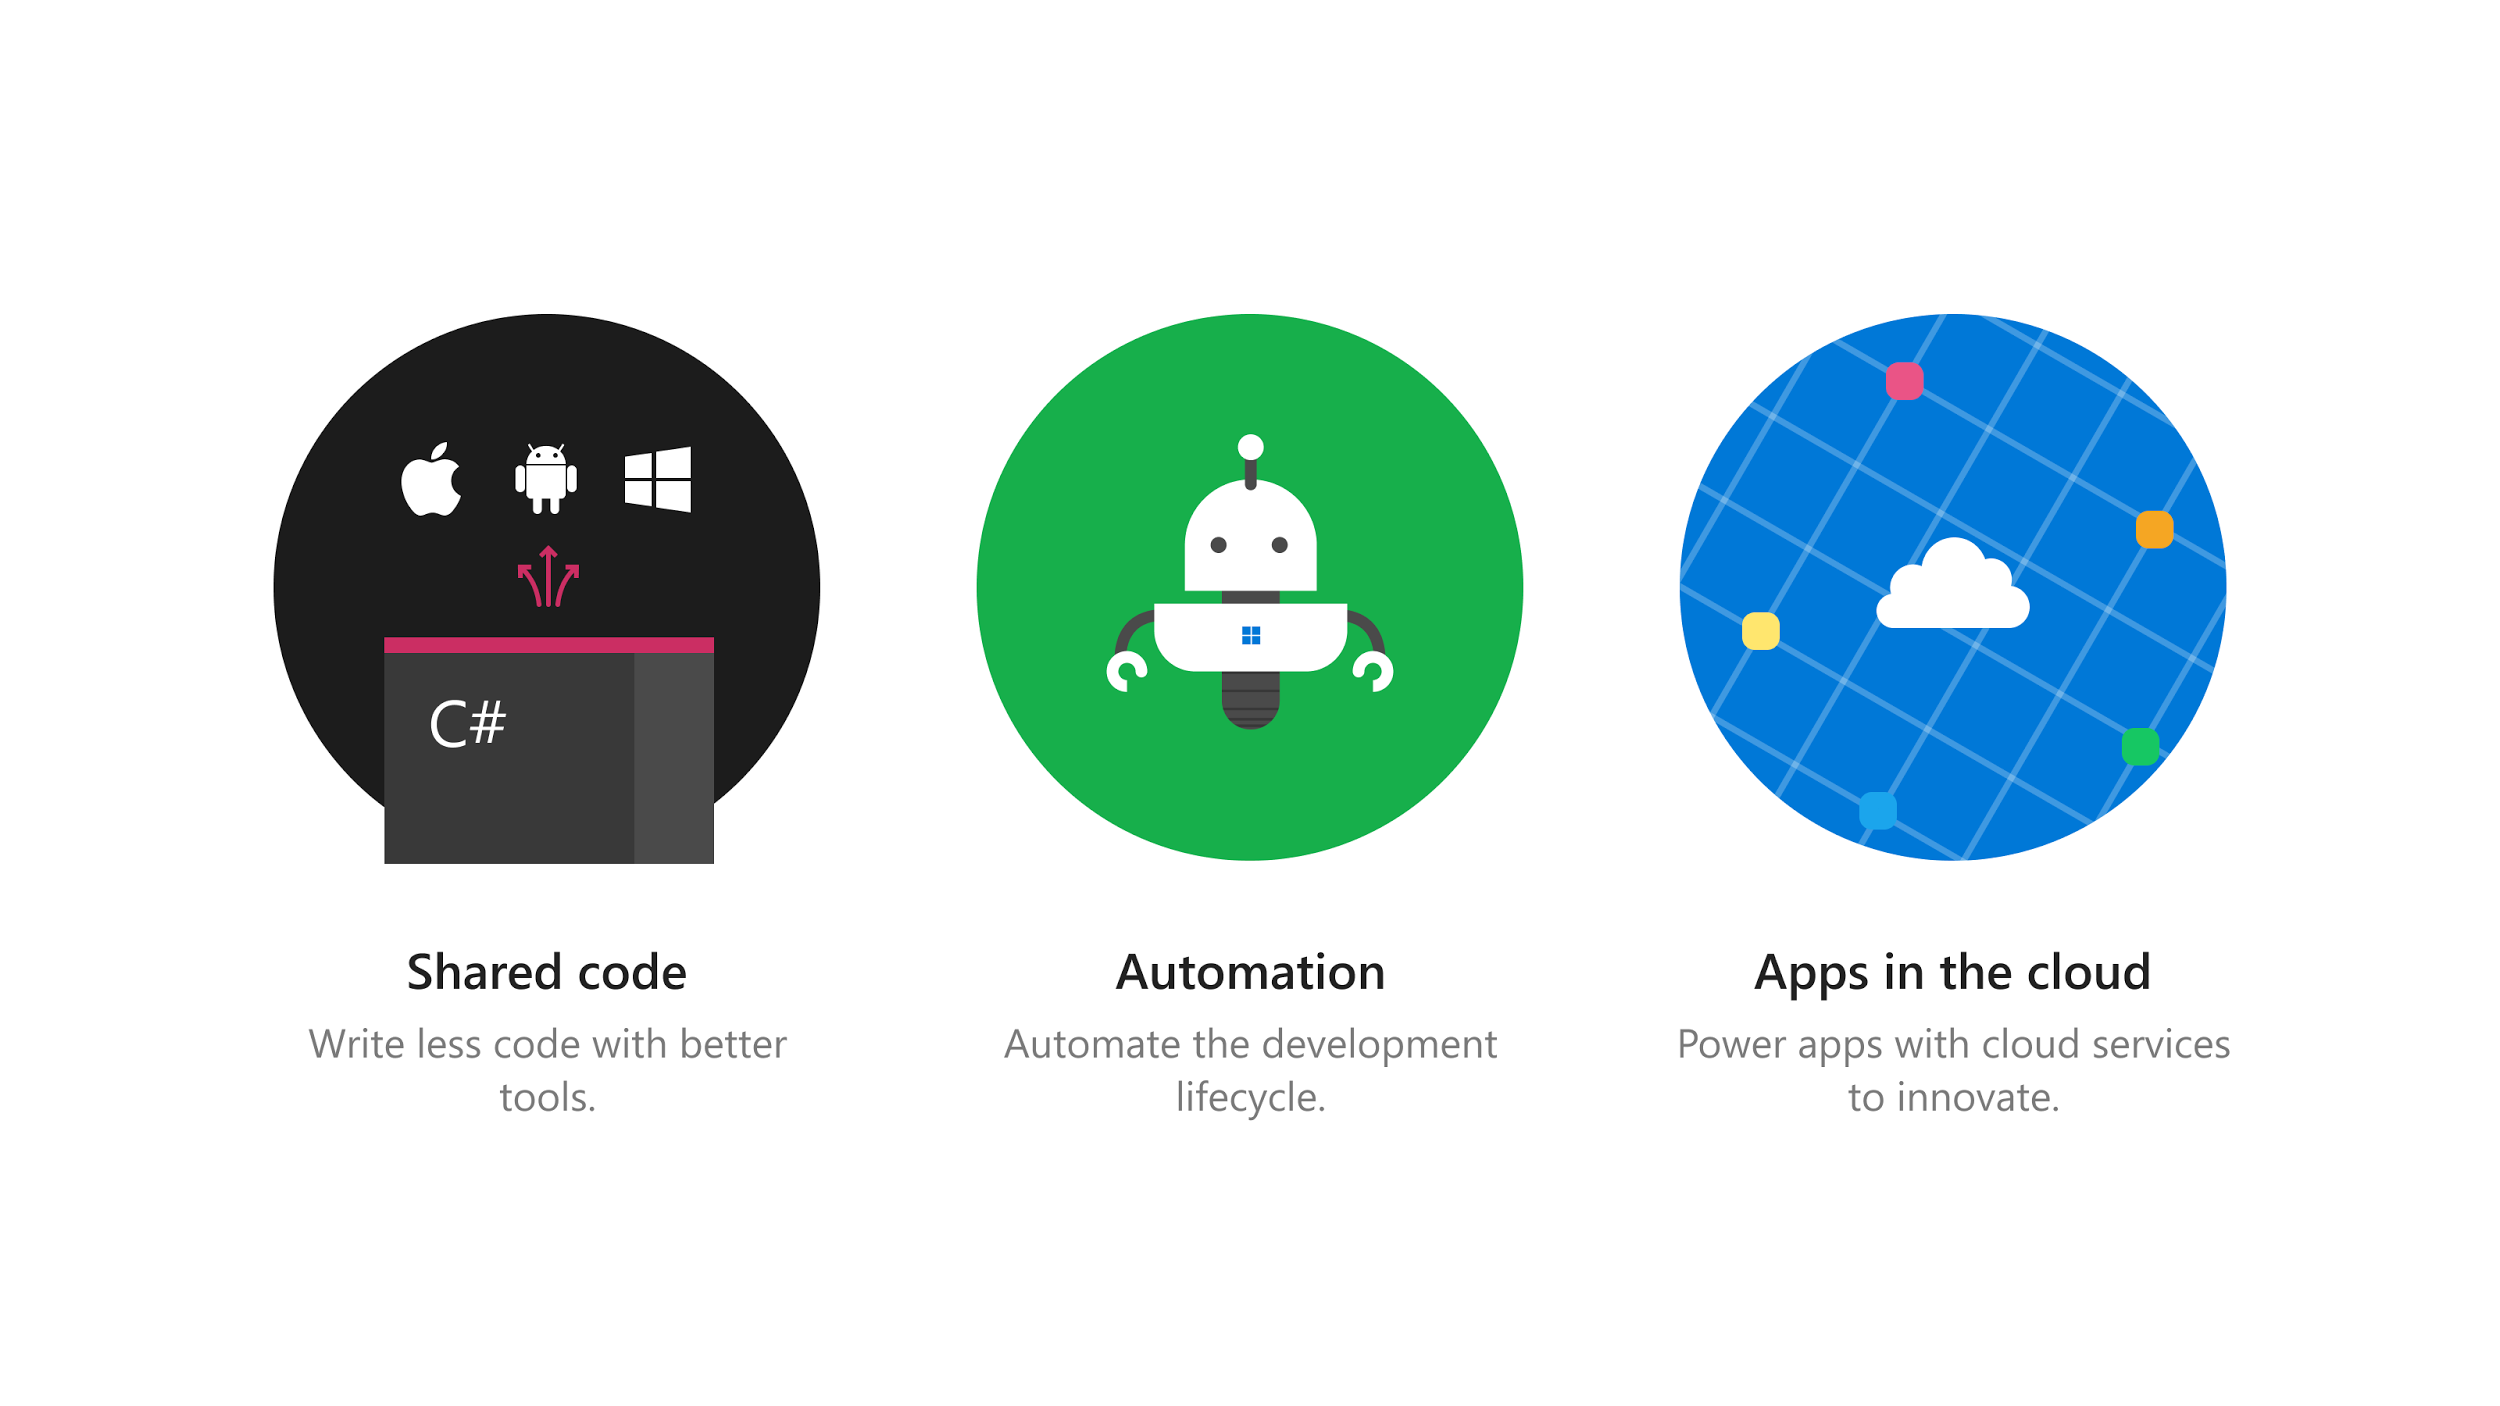 C#
Shared code
Write less code with better
tools.
Automation
Automate the development
lifecycle.
Apps in the cloud
Power apps with cloud services
to innovate.